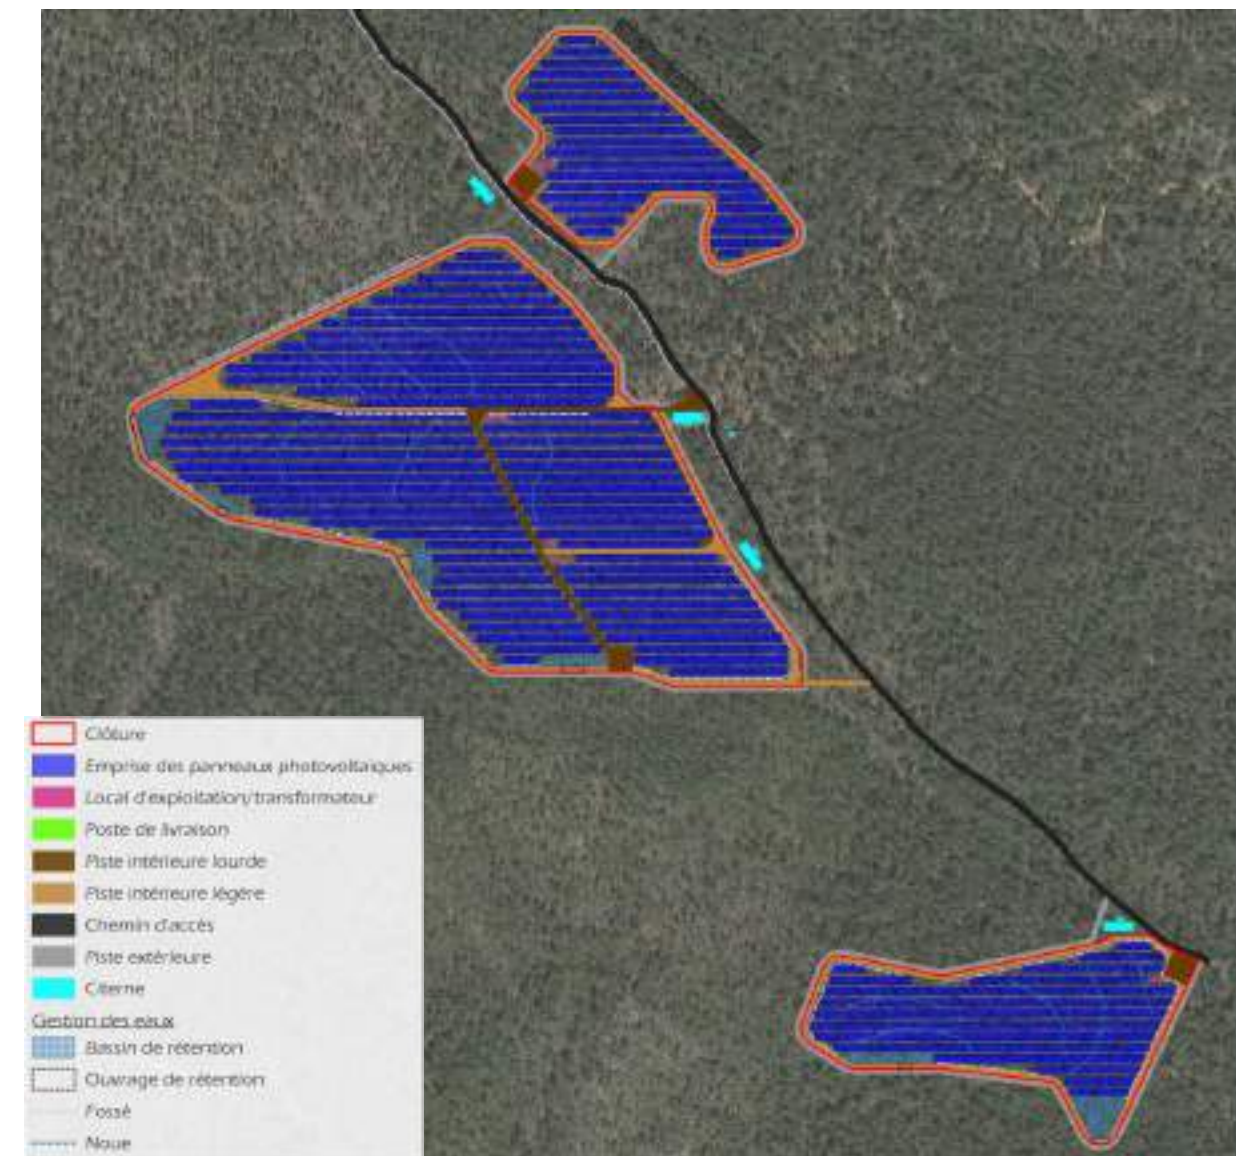 Clôture
Emprise des panneaux photovoltaïques
Local d'exploitation/transformateur
Poste de livraison
Piste intérieure lourde
Piste intérieure légère
Chemin d'accès
Piste extérieure
Citerne
Gestion des eaux
Bassin de rétention
Ouvrage de rétention
Fossé
Noue